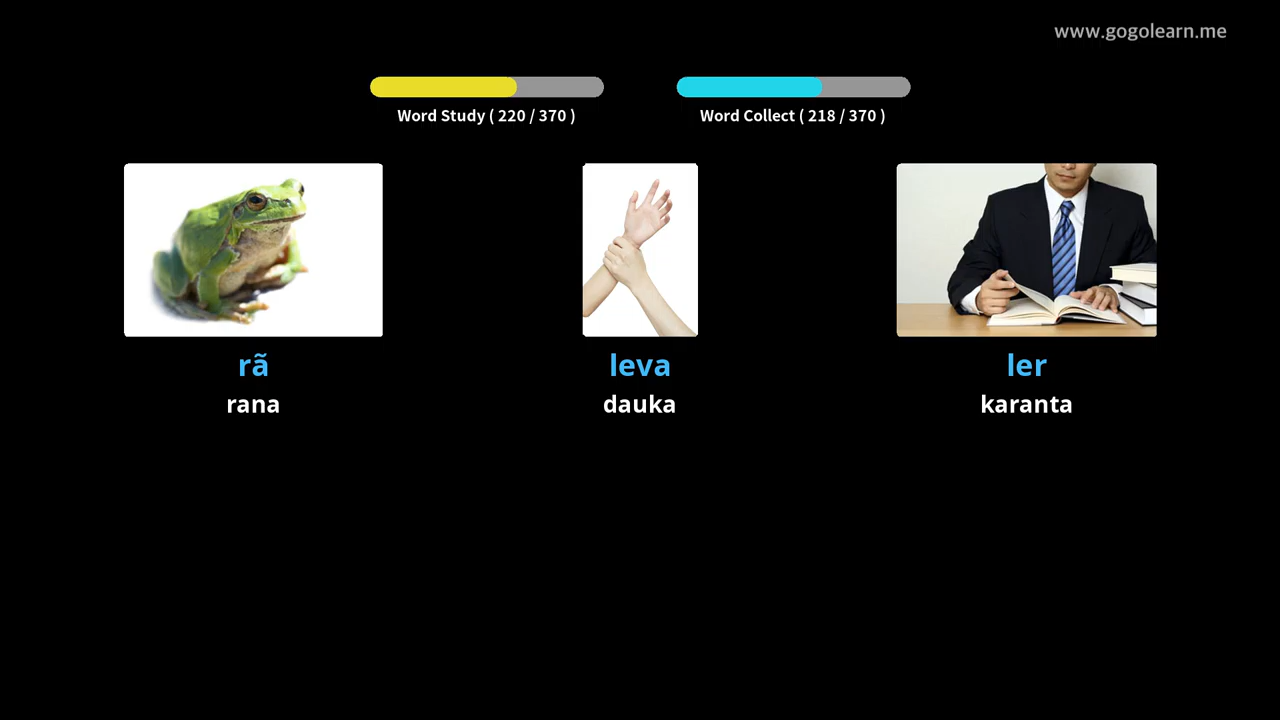 www.gogolearn.me
Word Study ( 220 / 370 )
Word Collect ( 218 / 370 )
rã
rana
leva
dauka
ler
karanta